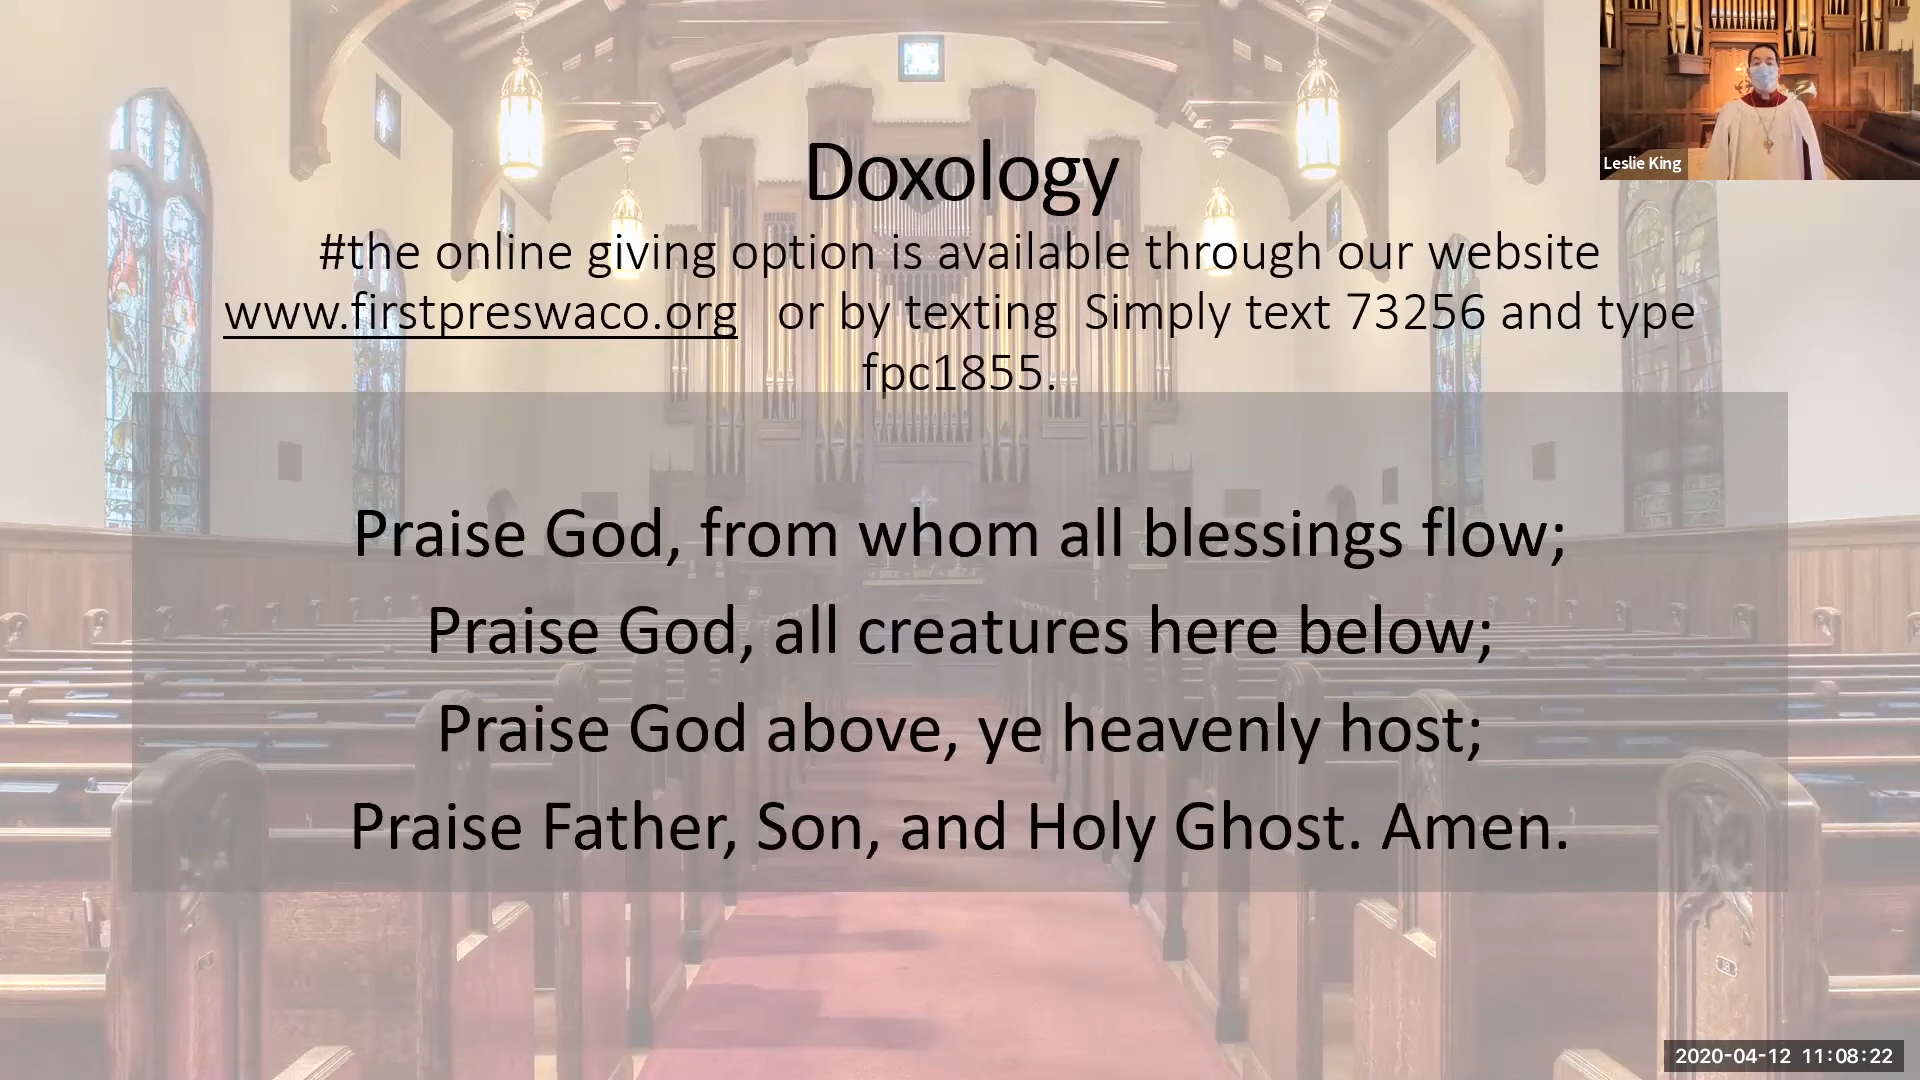 Doxology
#the online giving option is available through our website
www.firstpreswaco.org or by texting Simply text 73256 and type
fpc1855.
Praise God, from whom all blessings flow;
Praise God, all creatures here below;
Praise God above, ye heavenly host;
Praise Father, Son, and Holy Ghost. Amen.
Leslie King
2020-04-12 11:08:22